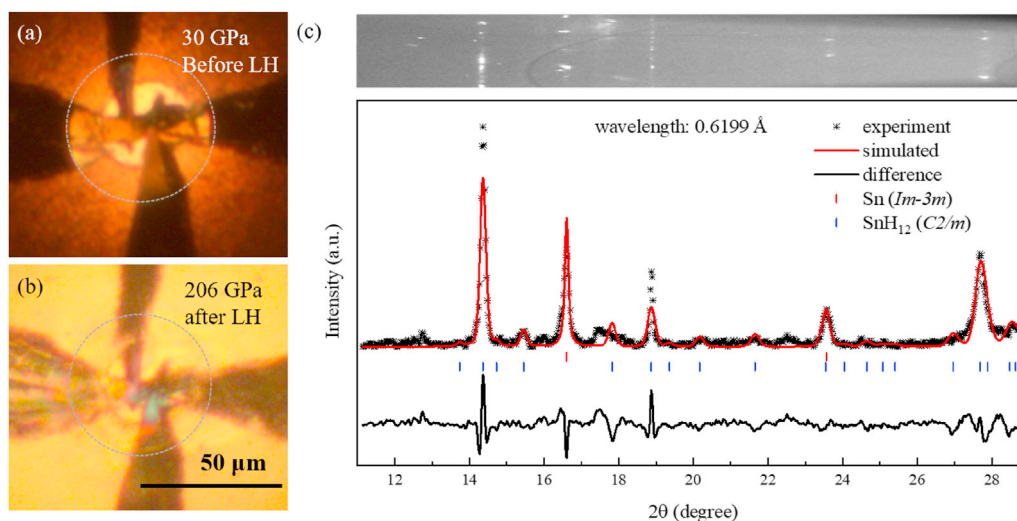 (a)
30 GPa
Before LH
(b)
206 GPa
after LH
50 µm
(c)
wavelength: 0.6199 Å
experiment
simulated
difference
Sn (Im-3m)
SnH₁₂ (C2/m)
Intensity (a.u.)
12 14 16 18 20 22 24 26 28
2θ (degree)